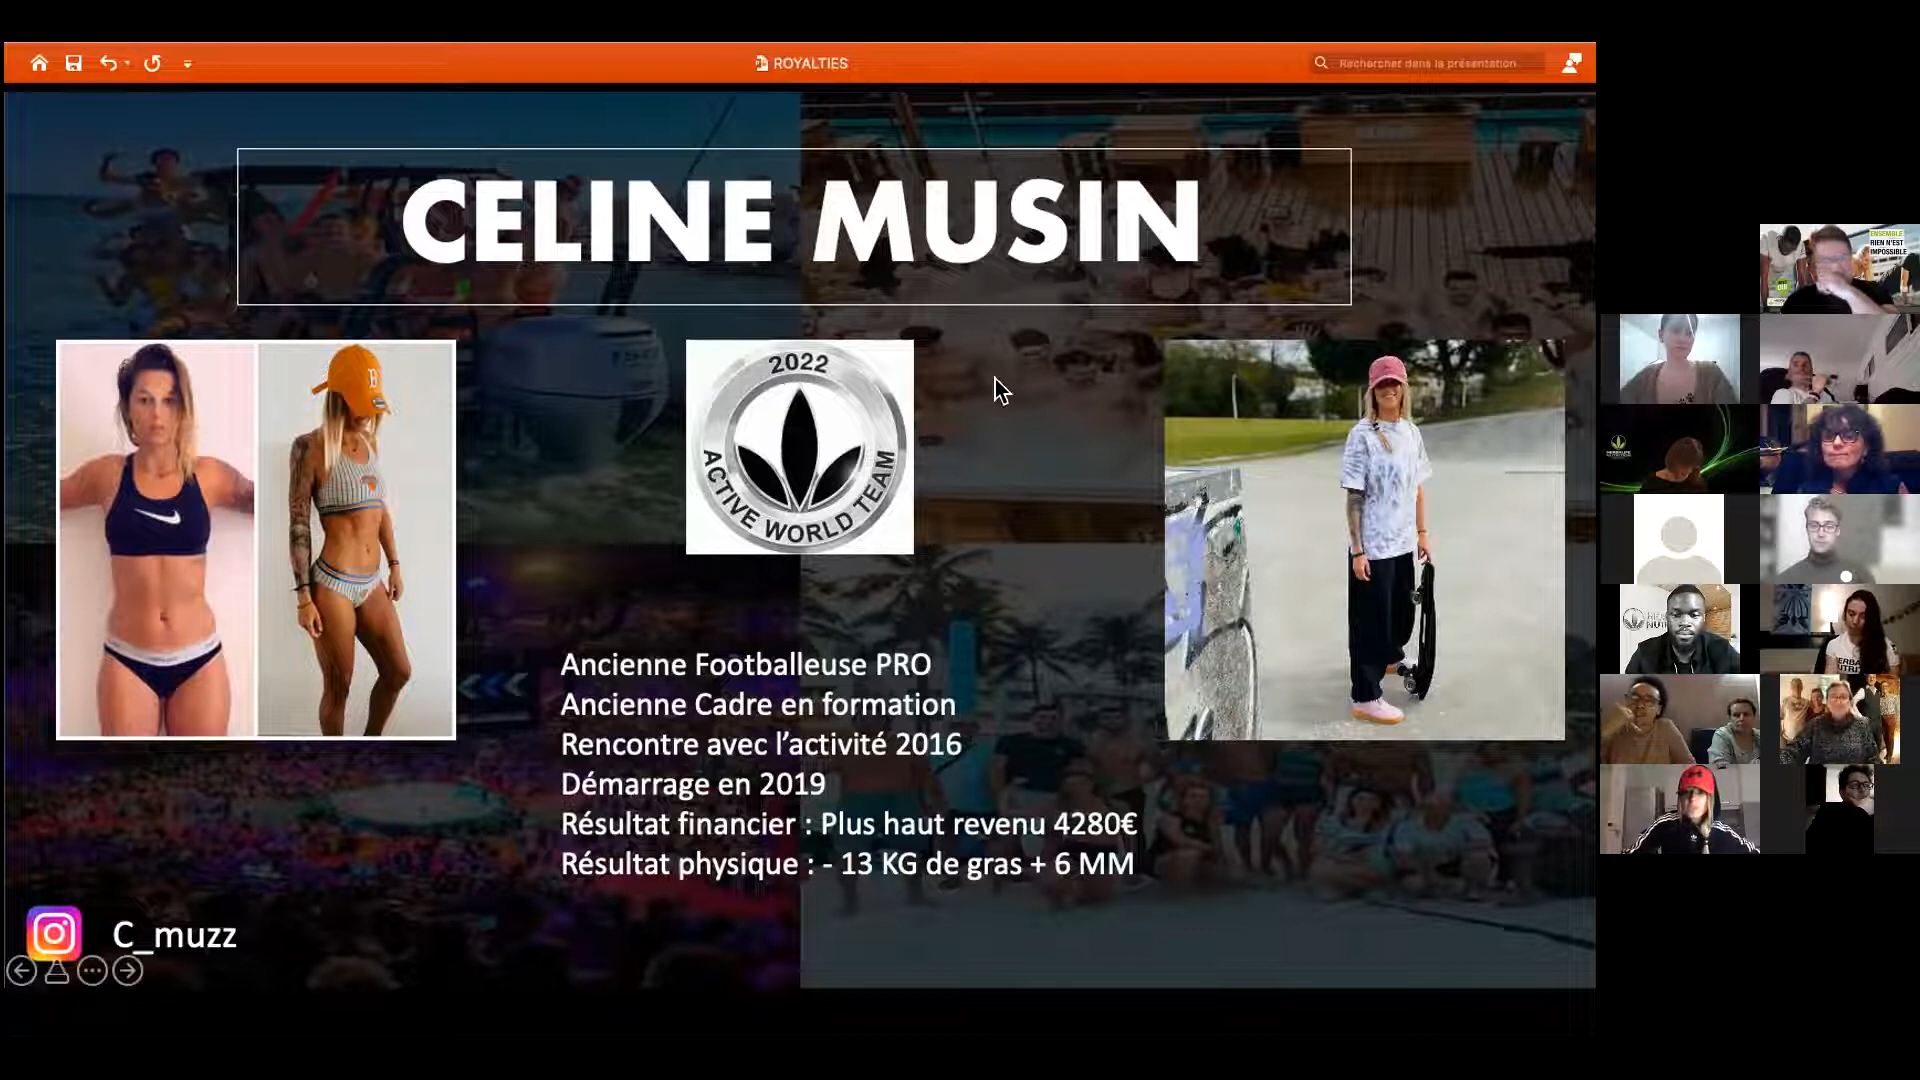 ROYALTIES
Rechercher dans la présentation
CELINE MUSIN
2022
ACTIVE WORLD TEAM
Ancienne Footballeuse PRO
Ancienne Cadre en formation
Rencontre avec l’activité 2016
Démarrage en 2019
Résultat financier : Plus haut revenu 4280€
Résultat physique : - 13 KG de gras + 6 MM
C_muzz
ENSEMBLE
RIEN N'EST
IMPOSSIBLE